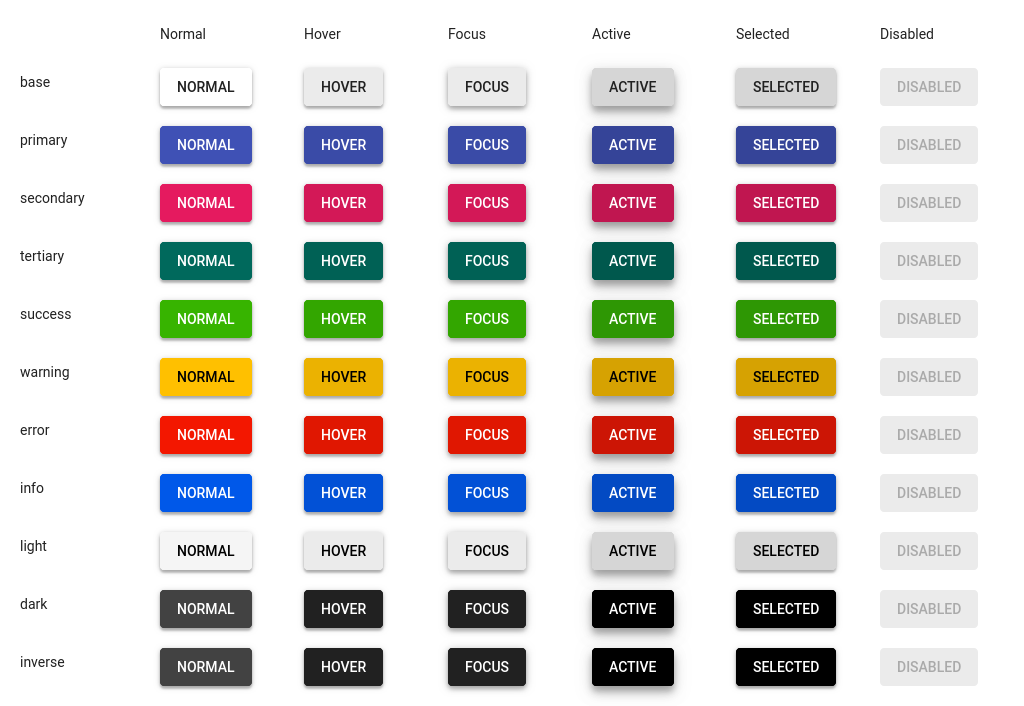 Normal Hover Focus Active Selected Disabled
base NORMAL HOVER FOCUS ACTIVE SELECTED DISABLED
primary NORMAL HOVER FOCUS ACTIVE SELECTED DISABLED
secondary NORMAL HOVER FOCUS ACTIVE SELECTED DISABLED
tertiary NORMAL HOVER FOCUS ACTIVE SELECTED DISABLED
success NORMAL HOVER FOCUS ACTIVE SELECTED DISABLED
warning NORMAL HOVER FOCUS ACTIVE SELECTED DISABLED
error NORMAL HOVER FOCUS ACTIVE SELECTED DISABLED
info NORMAL HOVER FOCUS ACTIVE SELECTED DISABLED
light NORMAL HOVER FOCUS ACTIVE SELECTED DISABLED
dark NORMAL HOVER FOCUS ACTIVE SELECTED DISABLED
inverse NORMAL HOVER FOCUS ACTIVE SELECTED DISABLED